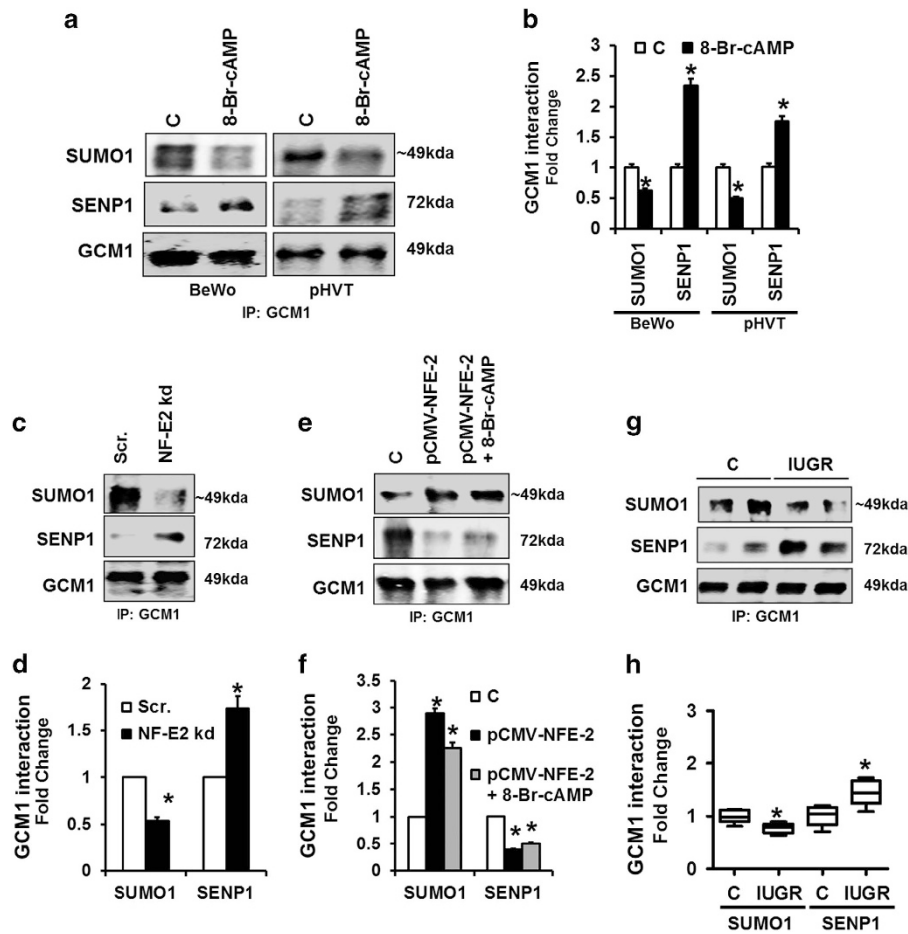 a
C
8-Br-cAMP
C
8-Br-cAMP
SUMO1
~49kda
SENP1
72kda
GCM1
49kda
BeWo
pHVT
IP: GCM1
b
C
8-Br-cAMP
GCM1 interaction
Fold Change
3
2.5
2
1.5
1
0.5
0
*
*
*
*
SUMO1
SENP1
SUMO1
SENP1
BeWo
pHVT
c
Scr.
NF-E2 kd
SUMO1
~49kda
SENP1
72kda
GCM1
49kda
IP: GCM1
e
C
pCMV-NFE-2
pCMV-NFE-2
+ 8-Br-cAMP
SUMO1
~49kda
SENP1
72kda
GCM1
49kda
IP: GCM1
g
C
IUGR
SUMO1
~49kda
SENP1
72kda
GCM1
49kda
IP: GCM1
d
GCM1 interaction
Fold Change
2
1.5
1
0.5
0
Scr.
NF-E2 kd
*
*
SUMO1
SENP1
f
GCM1 interaction
Fold Change
3.5
3
2.5
2
1.5
1
0.5
0
C
pCMV-NFE-2
pCMV-NFE-2
+ 8-Br-cAMP
*
*
*
*
SUMO1
SENP1
h
GCM1 interaction
Fold Change
3
2
1
0
*
*
C
IUGR
C
IUGR
SUMO1
SENP1